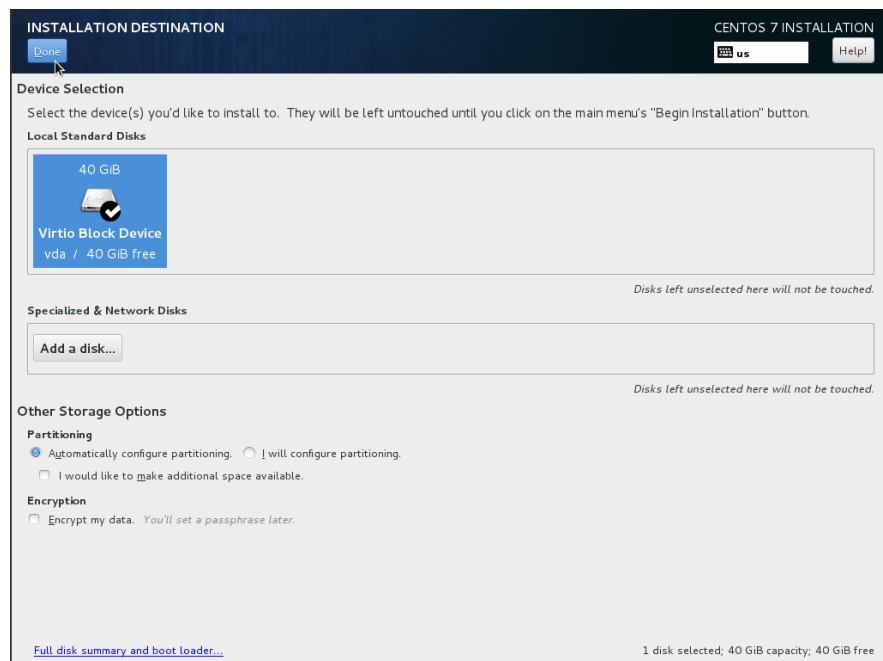 INSTALLATION DESTINATION
CENTOS 7 INSTALLATION
Done
us
Help!
Device Selection
Select the device(s) you'd like to install to. They will be left untouched until you click on the main menu's "Begin Installation" button.
Local Standard Disks
40 GiB
Virtio Block Device
vda / 40 GiB free
Disks left unselected here will not be touched.
Specialized & Network Disks
Add a disk...
Disks left unselected here will not be touched.
Other Storage Options
Partitioning
Automatically configure partitioning. I will configure partitioning.
I would like to make additional space available.
Encryption
Encrypt my data. You'll set a passphrase later.
Full disk summary and boot loader...
1 disk selected; 40 GiB capacity; 40 GiB free